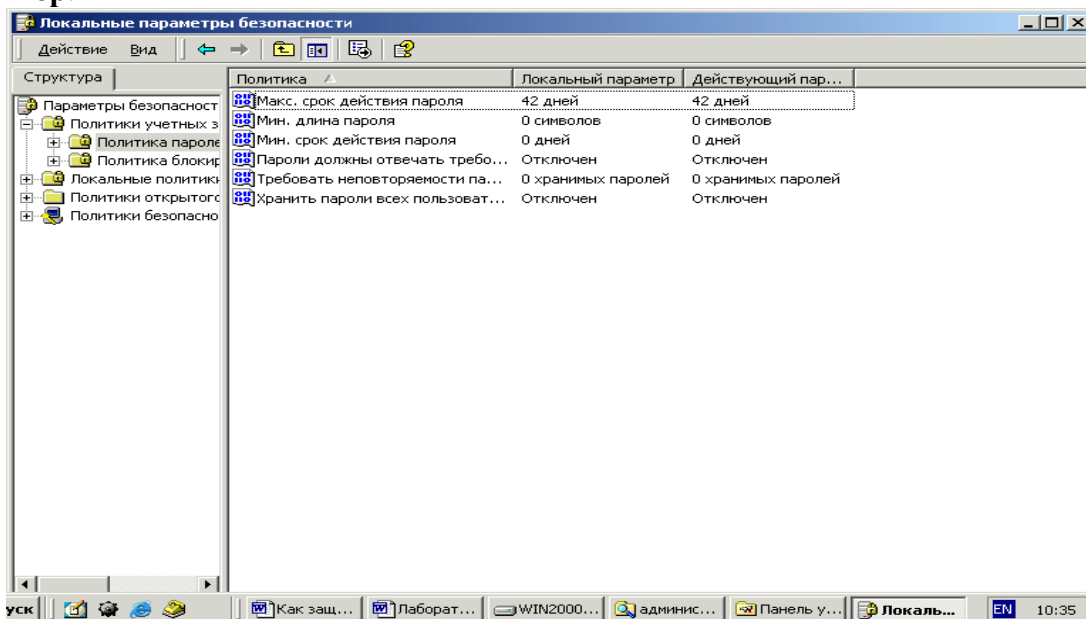 Локальные параметры безопасности
Действие Вид
Структура
Политика Локальный параметр Действующий пар...
Параметры безопасност
Политики учетных з
Политика пароле
Политика блокир
Локальные политики
Политики открытого
Политики безопасно
Макс. срок действия пароля 42 дней 42 дней
Мин. длина пароля 0 символов 0 символов
Мин. срок действия пароля 0 дней 0 дней
Пароли должны отвечать требо... Отключен Отключен
Требовать неповторяемости па... 0 хранимых паролей 0 хранимых паролей
Хранить пароли всех пользоват... Отключен Отключен
уск Как защ... Лаборат... WIN2000... админис... Панель у... Локаль... EN 10:35